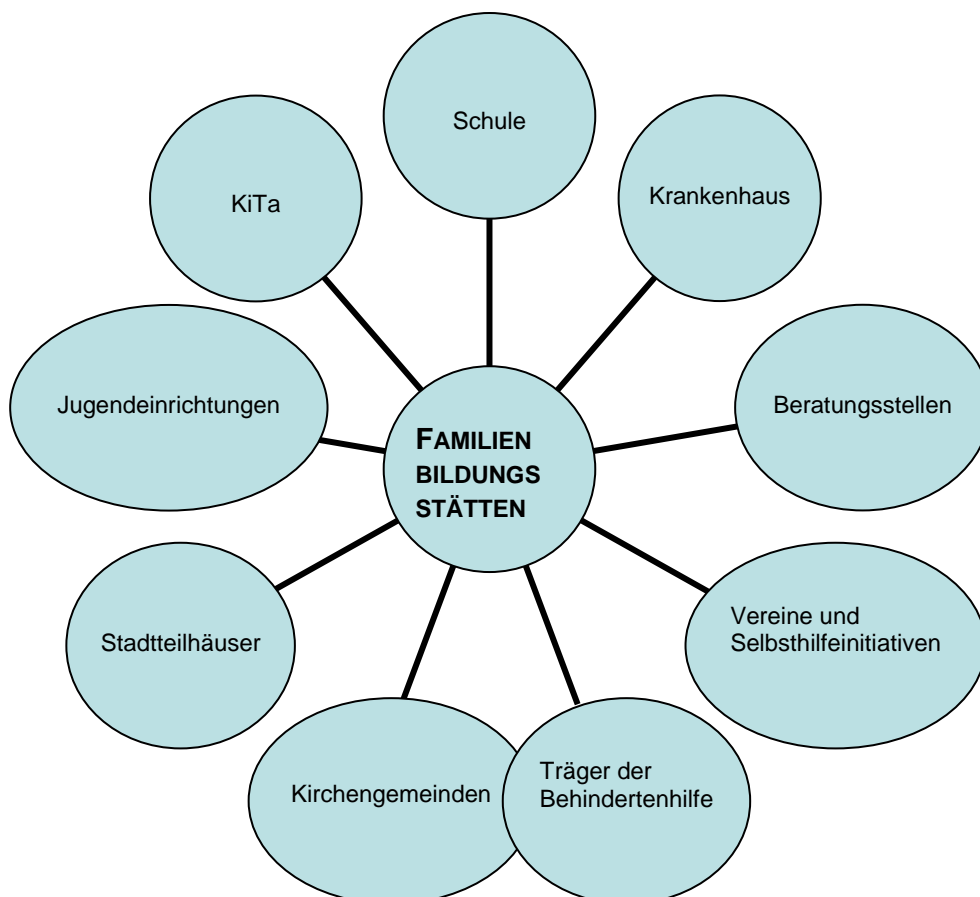 Schule
KiTa
Krankenhaus
Jugendeinrichtungen
Beratungsstellen
FAMILIEN
BILDUNGS
STÄTTEN
Vereine und
Selbsthilfeinitiativen
Stadtteilhäuser
Träger der
Behindertenhilfe
Kirchengemeinden